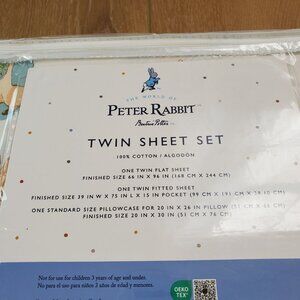 THE WORLD OF
PETER RABBIT™
Beatrix Potter™
TWIN SHEET SET
100% COTTON / ALGODÓN
ONE TWIN FLAT SHEET
FINISHED SIZE 66 IN X 96 IN (168 CM X 244 CM)
ONE TWIN FITTED SHEET
FINISHED SIZE 39 IN W X 75 IN L X 15 IN POCKET (99 CM X 191 CM X 38.10 CM)
ONE STANDARD SIZE PILLOWCASE FOR 20 IN X 26 IN PILLOW (51 CM X 66 CM)
FINISHED SIZE 20 IN X 30 IN (51 CM X 76 CM)
Not for use for children 3 years of age and under.
No para el uso para niños 3 años de edad y menores.
OEKO
TEX®